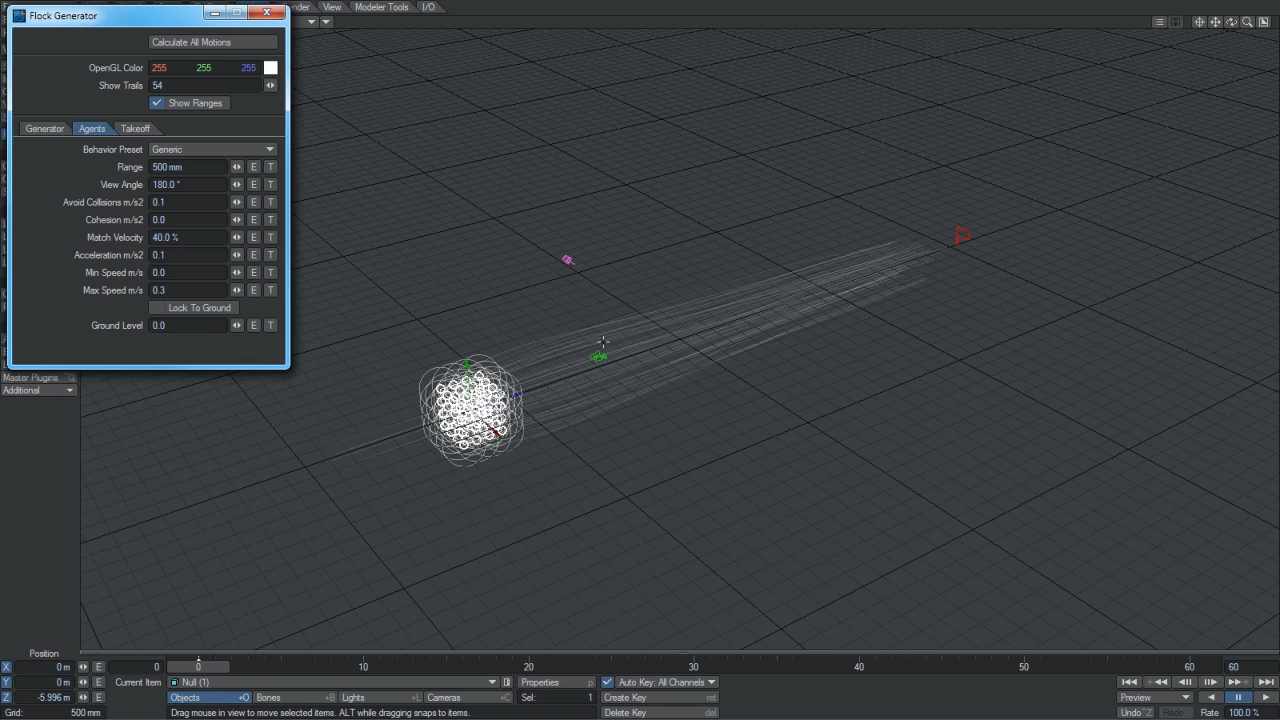 Flock Generator
View
Modeler Tools
I/O
Calculate All Motions
OpenGL Color 255 255 255
Show Trails 54
Show Ranges
Generator Agents Takeoff
Behavior Preset Generic
Range 500 mm E T
View Angle 180.0 ° E T
Avoid Collisions m/s2 0.1 E T
Cohesion m/s2 0.0 E T
Match Velocity 40.0 % E T
Acceleration m/s2 0.1 E T
Min Speed m/s 0.0 E T
Max Speed m/s 0.3 E T
Lock To Ground
Ground Level 0.0 E T
Master Plugins
Additional
Position
X 0 m E 0 0 10 20 30 40 50 60 60
Y 0 m E Current Item Null (1) Properties p Auto Key: All Channels
Z -5.996 m E Objects +O Bones +B Lights +L Cameras +C Sel: 1 Create Key ret Preview
Grid: 500 mm Drag mouse in view to move selected items. ALT while dragging snaps to items. Delete Key del Undo ^Z Redo Rate 100.0 %